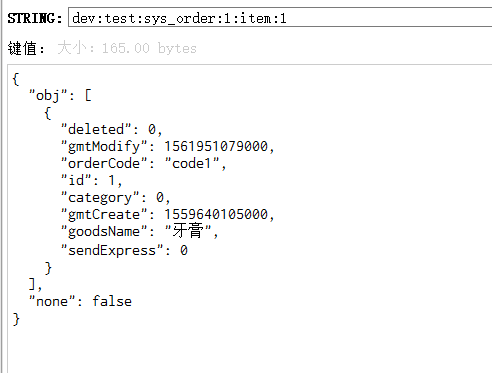 STRING: dev:test:sys_order:1:item:1
键值： 大小：165.00 bytes
{
  "obj": [
    {
      "deleted": 0,
      "gmtModify": 1561951079000,
      "orderCode": "code1",
      "id": 1,
      "category": 0,
      "gmtCreate": 1559640105000,
      "goodsName": "牙膏",
      "sendExpress": 0
    }
  ],
  "none": false
}